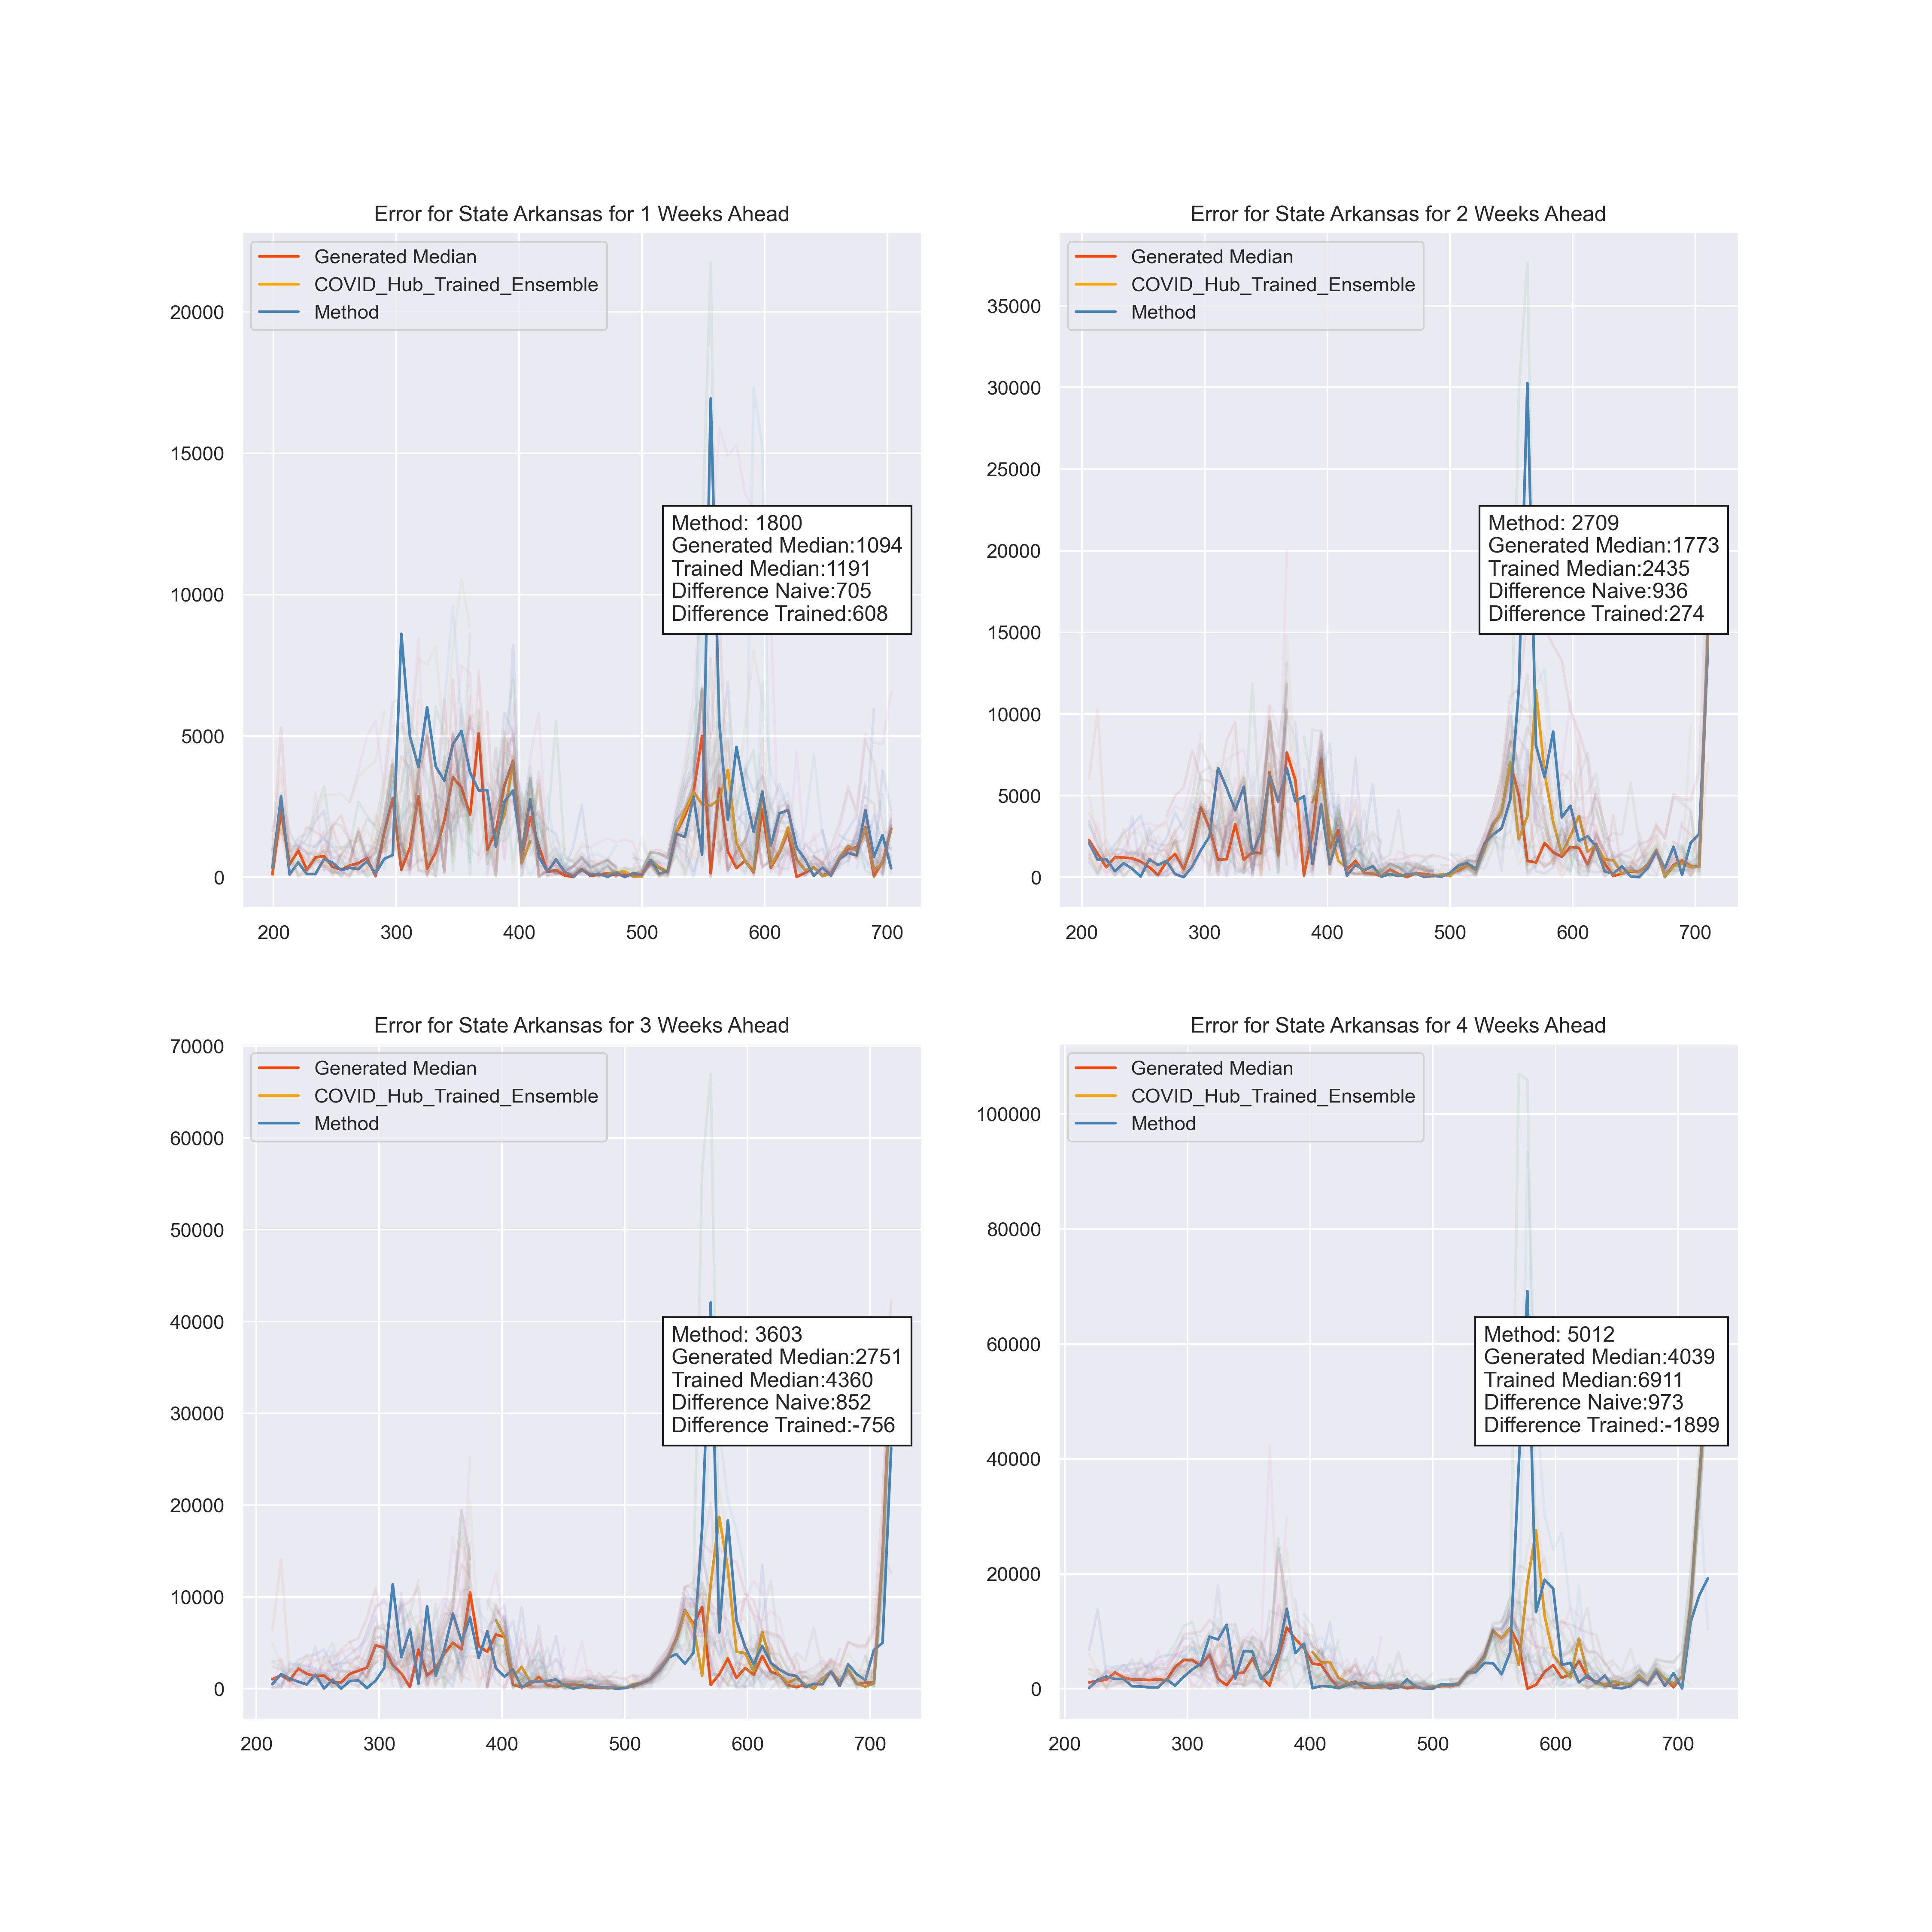 Error for State Arkansas for 1 Weeks Ahead
Generated Median
COVID_Hub_Trained_Ensemble
Method
20000
15000
10000
5000
0
Method: 1800
Generated Median:1094
Trained Median:1191
Difference Naive:705
Difference Trained:608
200 300 400 500 600 700
Error for State Arkansas for 2 Weeks Ahead
Generated Median
COVID_Hub_Trained_Ensemble
Method
35000
30000
25000
20000
15000
10000
5000
0
Method: 2709
Generated Median:1773
Trained Median:2435
Difference Naive:936
Difference Trained:274
200 300 400 500 600 700
Error for State Arkansas for 3 Weeks Ahead
Generated Median
COVID_Hub_Trained_Ensemble
Method
70000
60000
50000
40000
30000
20000
10000
0
Method: 3603
Generated Median:2751
Trained Median:4360
Difference Naive:852
Difference Trained:-756
200 300 400 500 600 700
Error for State Arkansas for 4 Weeks Ahead
Generated Median
COVID_Hub_Trained_Ensemble
Method
100000
80000
60000
40000
20000
0
Method: 5012
Generated Median:4039
Trained Median:6911
Difference Naive:973
Difference Trained:-1899
200 300 400 500 600 700